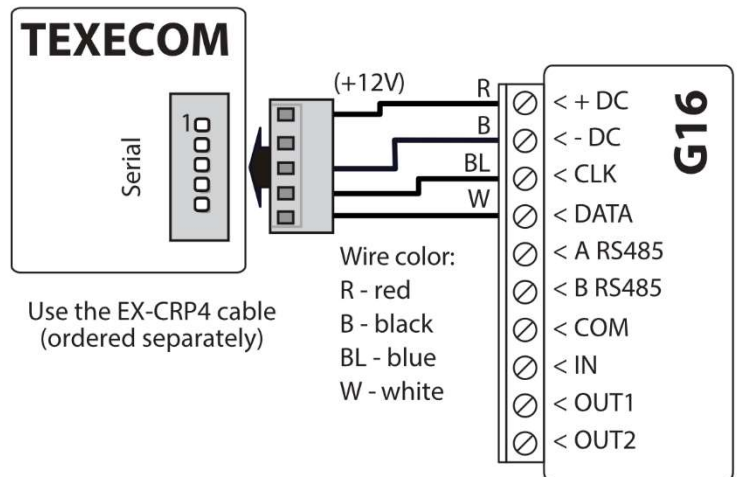 TEXECOM
Serial
1
(+12V)
R
B
BL
W
< + DC
< - DC
< CLK
< DATA
< A RS485
< B RS485
< COM
< IN
< OUT1
< OUT2
G16
Wire color:
R - red
B - black
BL - blue
W - white
Use the EX-CRP4 cable
(ordered separately)